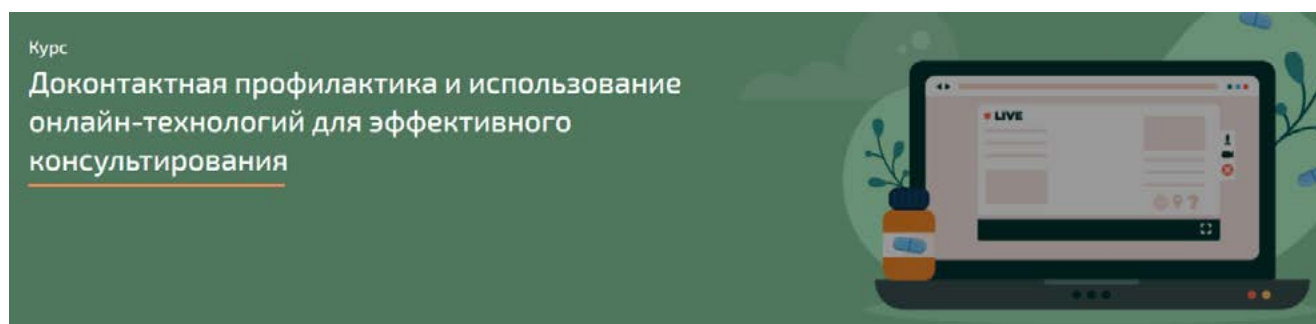 Курс
Доконтактная профилактика и использование
онлайн-технологий для эффективного
консультирования
LIVE